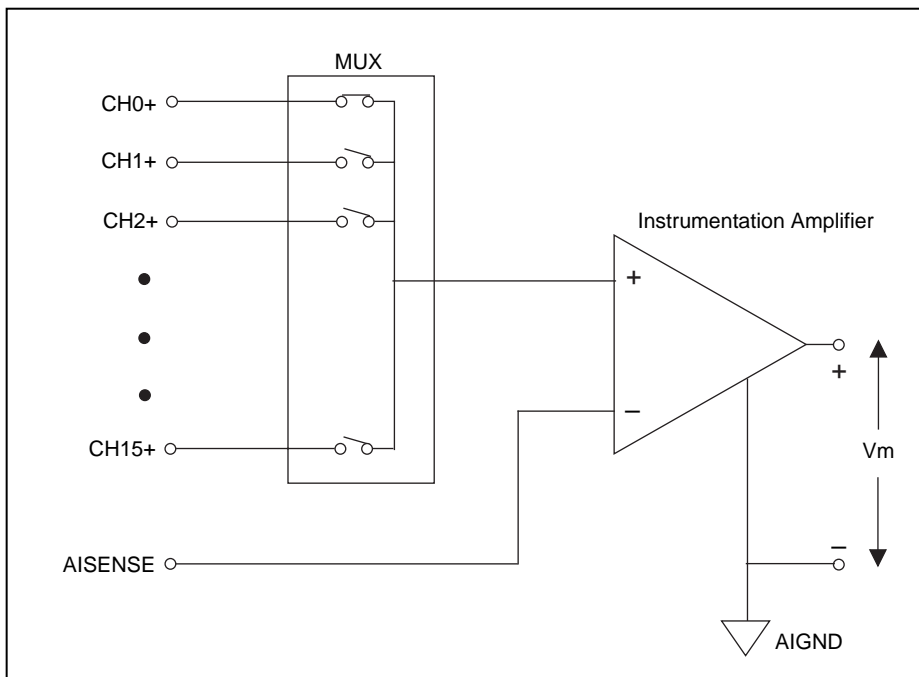 MUX
CH0+
CH1+
CH2+
Instrumentation Amplifier
+
−
+
CH15+
Vm
−
AISENSE
AIGND